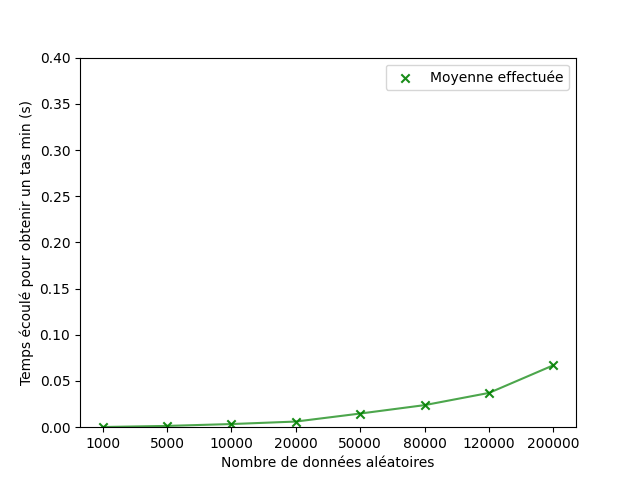 Moyenne effectuée
0.40
0.35
0.30
0.25
0.20
0.15
0.10
0.05
0.00
Temps écoulé pour obtenir un tas min (s)
1000 5000 10000 20000 50000 80000 120000 200000
Nombre de données aléatoires